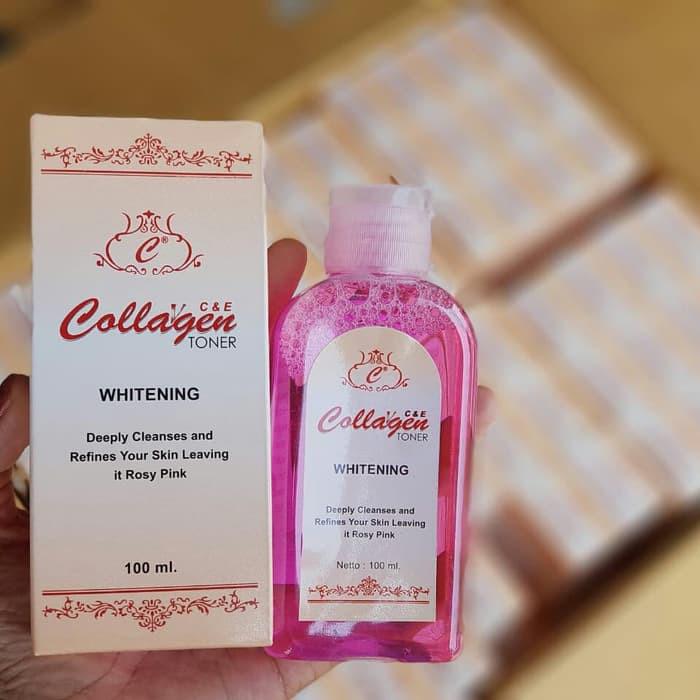 C®
C & E
Collagen
TONER
WHITENING
Deeply Cleanses and
Refines Your Skin Leaving
it Rosy Pink
100 ml.
C®
C & E
Collagen
TONER
WHITENING
Deeply Cleanses and
Refines Your Skin Leaving
it Rosy Pink
Netto : 100 ml.